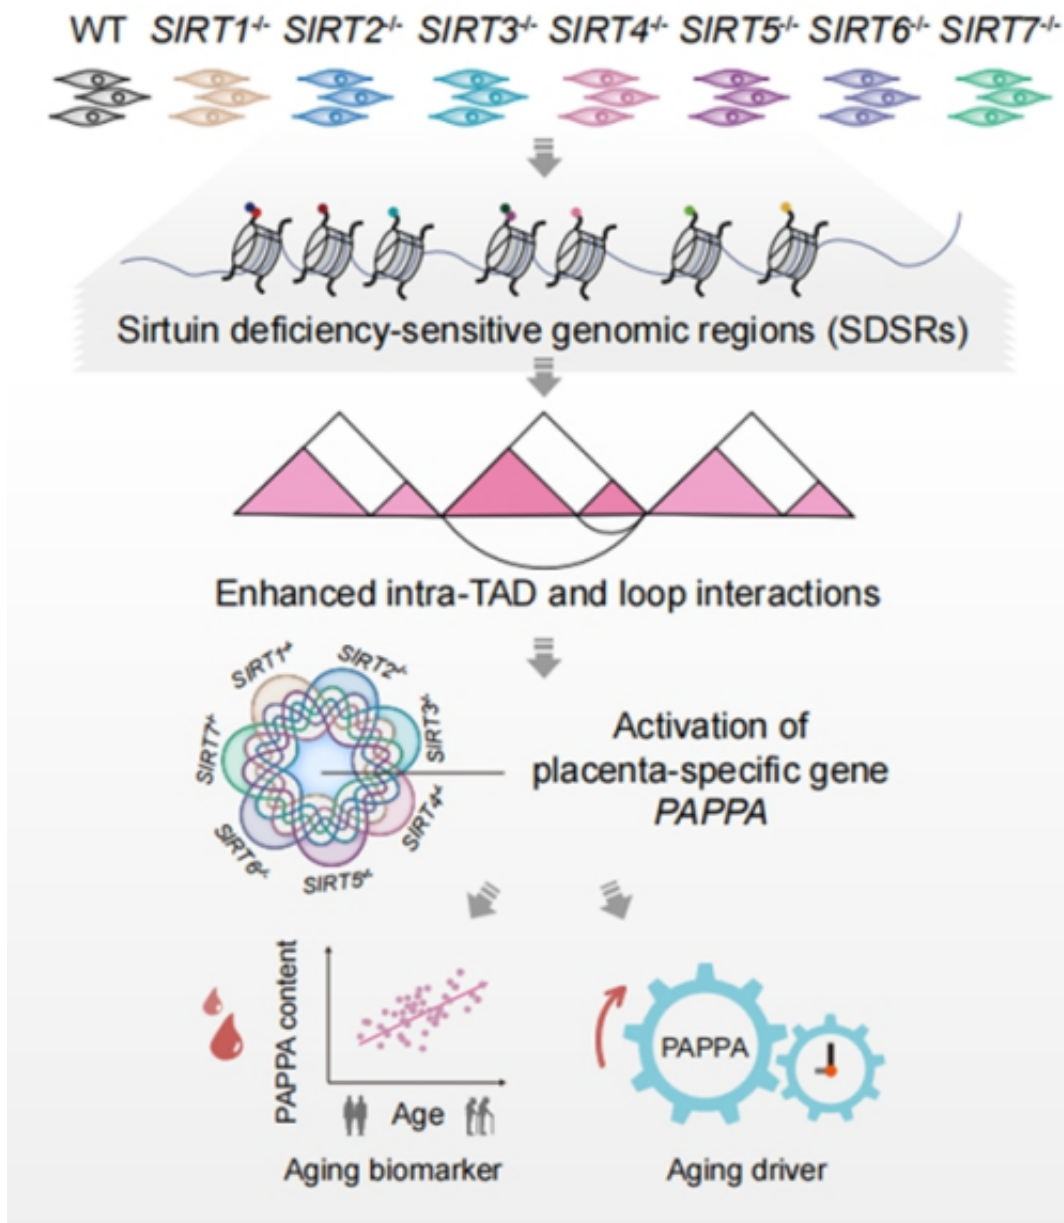 WT SIRT1-/- SIRT2-/- SIRT3-/- SIRT4-/- SIRT5-/- SIRT6-/- SIRT7-/-
Sirtuin deficiency-sensitive genomic regions (SDSRs)
Enhanced intra-TAD and loop interactions
SIRT1-/-
SIRT2-/-
SIRT3-/-
SIRT4-/-
SIRT5-/-
SIRT6-/-
SIRT7-/-
Activation of
placenta-specific gene
PAPPA
PAPPA content
Age
Aging biomarker
PAPPA
Aging driver